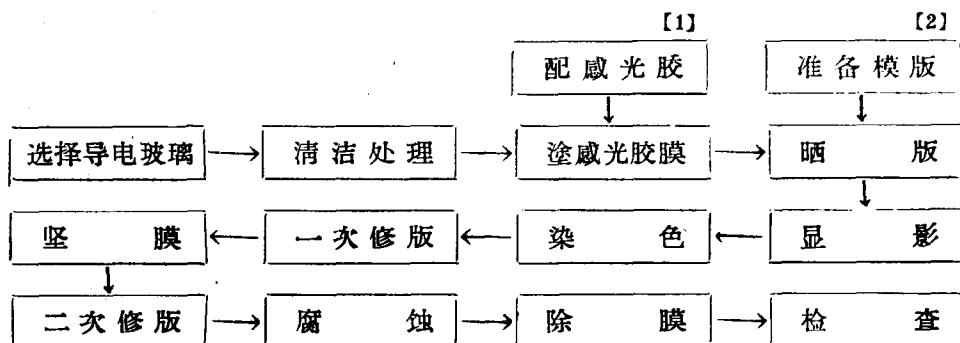 【1】 【2】
配感光胶 准备模版
选择导电玻璃 清洁处理 塗感光胶膜 晒版
坚膜 一次修版 染色 显影
二次修版 腐蚀 除膜 检查